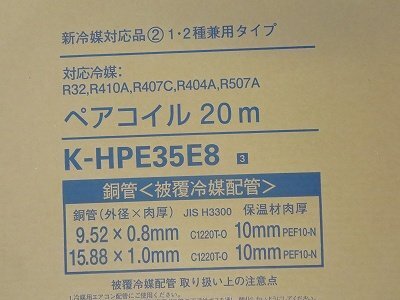 新冷媒対応品② 1・2種兼用タイプ
対応冷媒:
R32,R410A,R407C,R404A,R507A
ペアコイル 20m
K-HPE35E8 3
銅管<被覆冷媒配管>
銅管(外径×肉厚) JIS H3300 保温材肉厚
9.52×0.8mm C1220T-O 10mm PEF10-N
15.88×1.0mm C1220T-O 10mm PEF10-N
被覆冷媒配管 取り扱い上の注意点